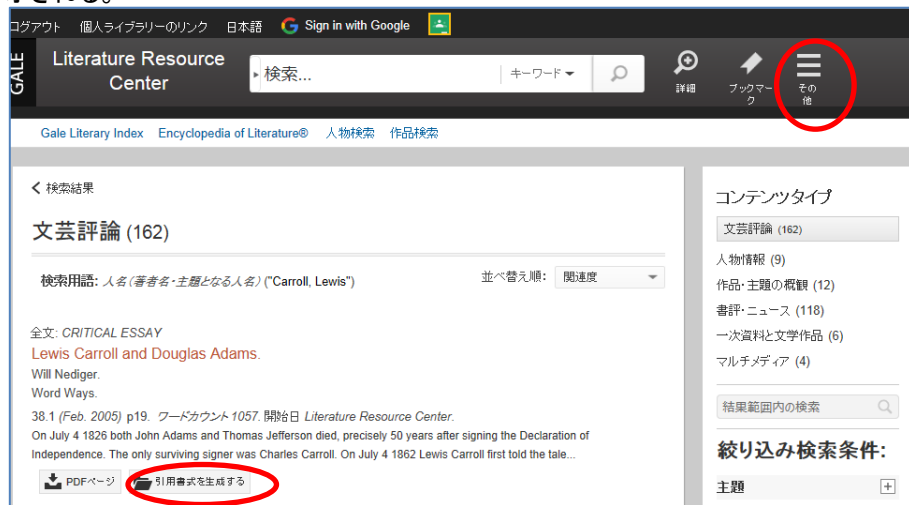 ログアウト 個人ライブラリーのリンク 日本語 Sign in with Google
GALE
Literature Resource
Center
検索...
キーワード
詳細
ブックマー
ク
その
他
Gale Literary Index Encyclopedia of Literature® 人物検索 作品検索
検索結果
文芸評論 (162)
検索用語: 人名(著者名・主題となる人名) ("Carroll, Lewis")
並べ替え順: 関連度
全文: CRITICAL ESSAY
Lewis Carroll and Douglas Adams.
Will Nediger.
Word Ways.
38.1 (Feb. 2005) p19. ワードカウント 1057. 開始日 Literature Resource Center.
On July 4 1826 both John Adams and Thomas Jefferson died, precisely 50 years after signing the Declaration of
Independence. The only surviving signer was Charles Carroll. On July 4 1862 Lewis Carroll first told the tale...
PDFページ 引用書式を生成する
コンテンツタイプ
文芸評論 (162)
人物情報 (9)
作品・主題の概観 (12)
書評・ニュース (118)
一次資料と文学作品 (6)
マルチメディア (4)
結果範囲内の検索
絞り込み検索条件:
主題